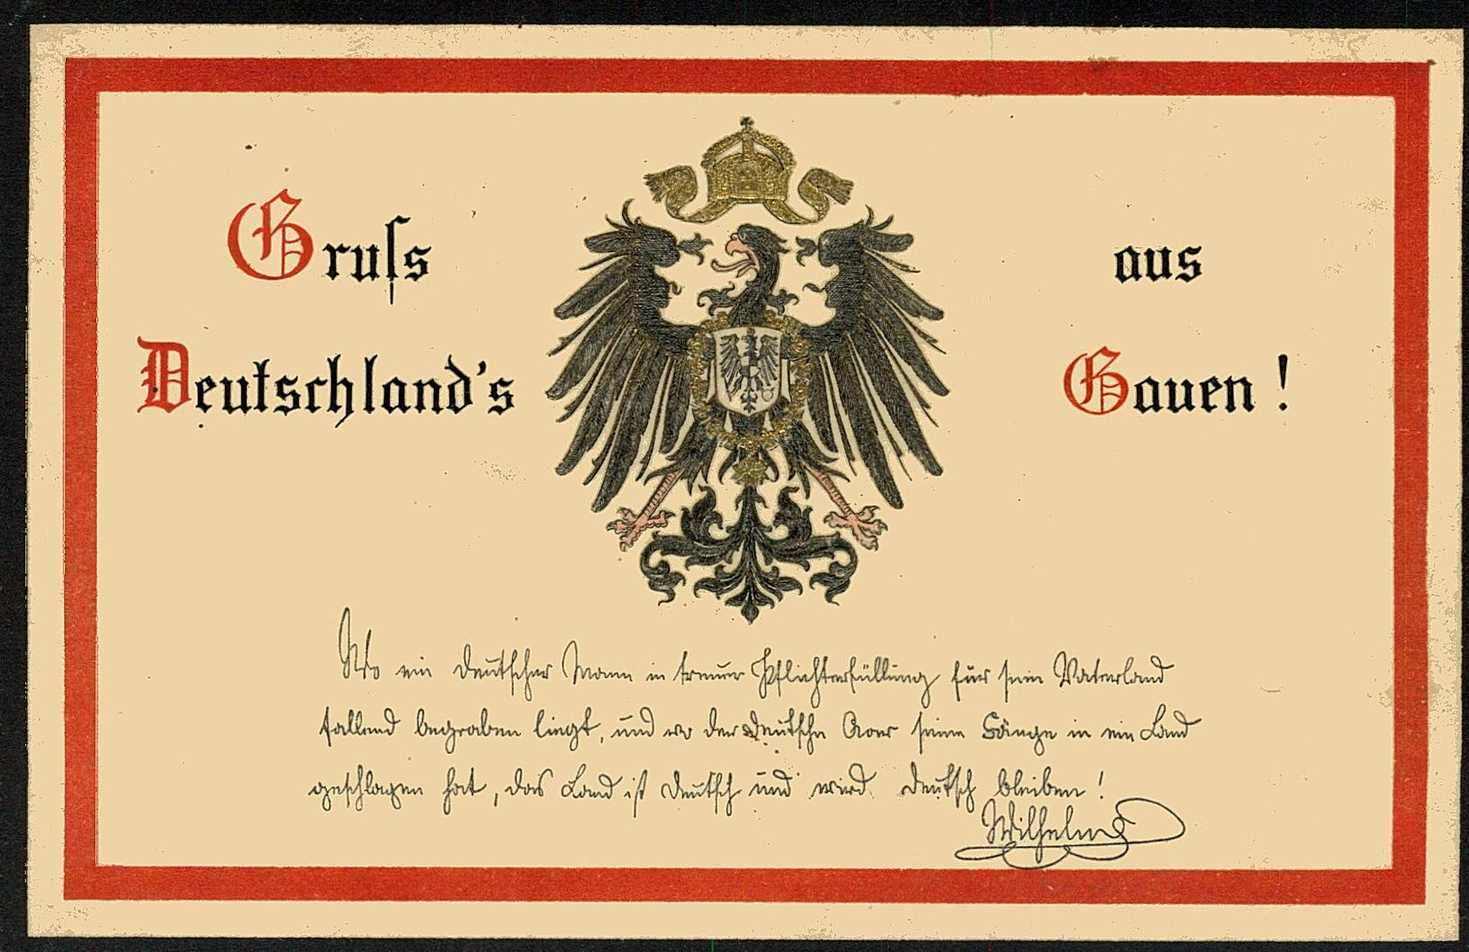 Gruſs aus
Deutschland's Gauen!
Wo ein deutscher Mann in treuer Pflichterfüllung für sein Vaterland
fallend begraben liegt, und wo der deutsche Aar seine Fänge in ein Land
geschlagen hat, das Land ist deutsch und wird deutsch bleiben!
Wilhelm